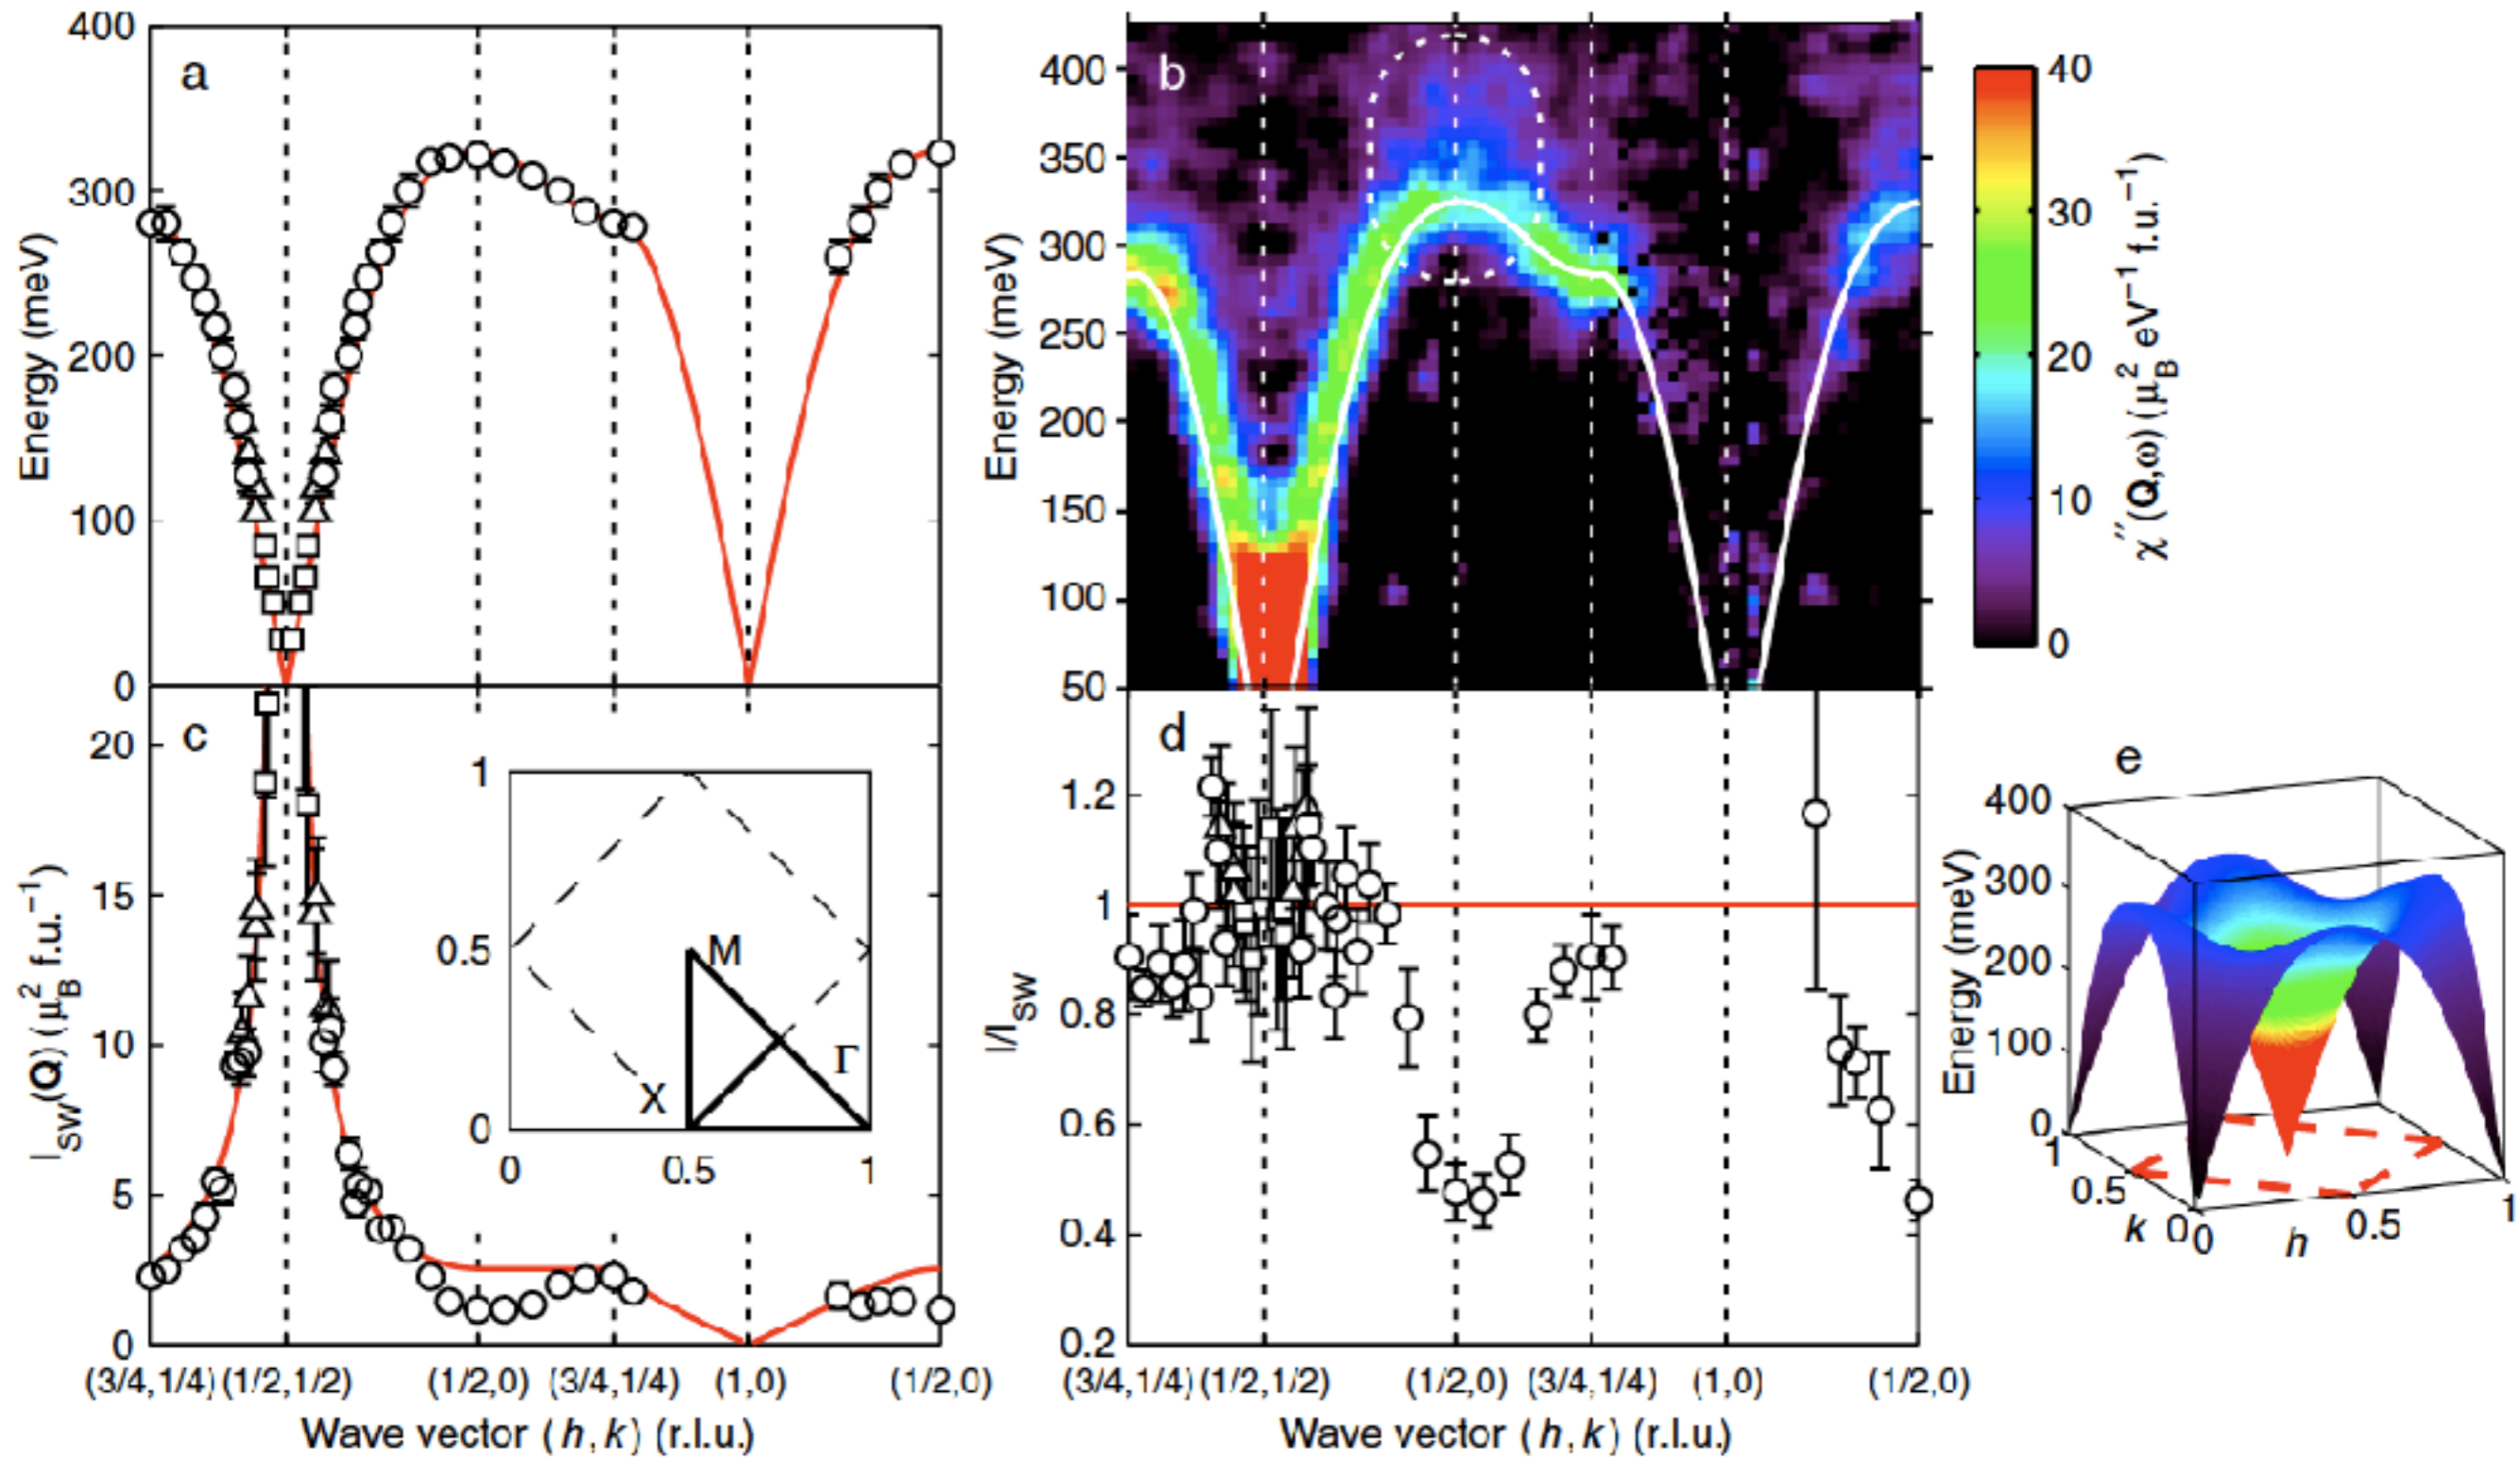 a
400
300
200
100
0
Energy (meV)
b
400
350
300
250
200
150
100
50
Energy (meV)
40
30
20
10
0
χ″(Q,ω) (μ_B² eV⁻¹ f.u.⁻¹)
c
20
15
10
5
0
I_SW(Q) (μ_B² f.u.⁻¹)
1
0.5
0
0 0.5 1
M
Γ
X
(3/4,1/4) (1/2,1/2) (1/2,0) (3/4,1/4) (1,0) (1/2,0)
Wave vector (h,k) (r.l.u.)
d
1.2
1
0.8
0.6
0.4
0.2
I/I_SW
(3/4,1/4) (1/2,1/2) (1/2,0) (3/4,1/4) (1,0) (1/2,0)
Wave vector (h,k) (r.l.u.)
e
400
300
200
100
0
Energy (meV)
1
0.5
0
k
0
0.5
1
h